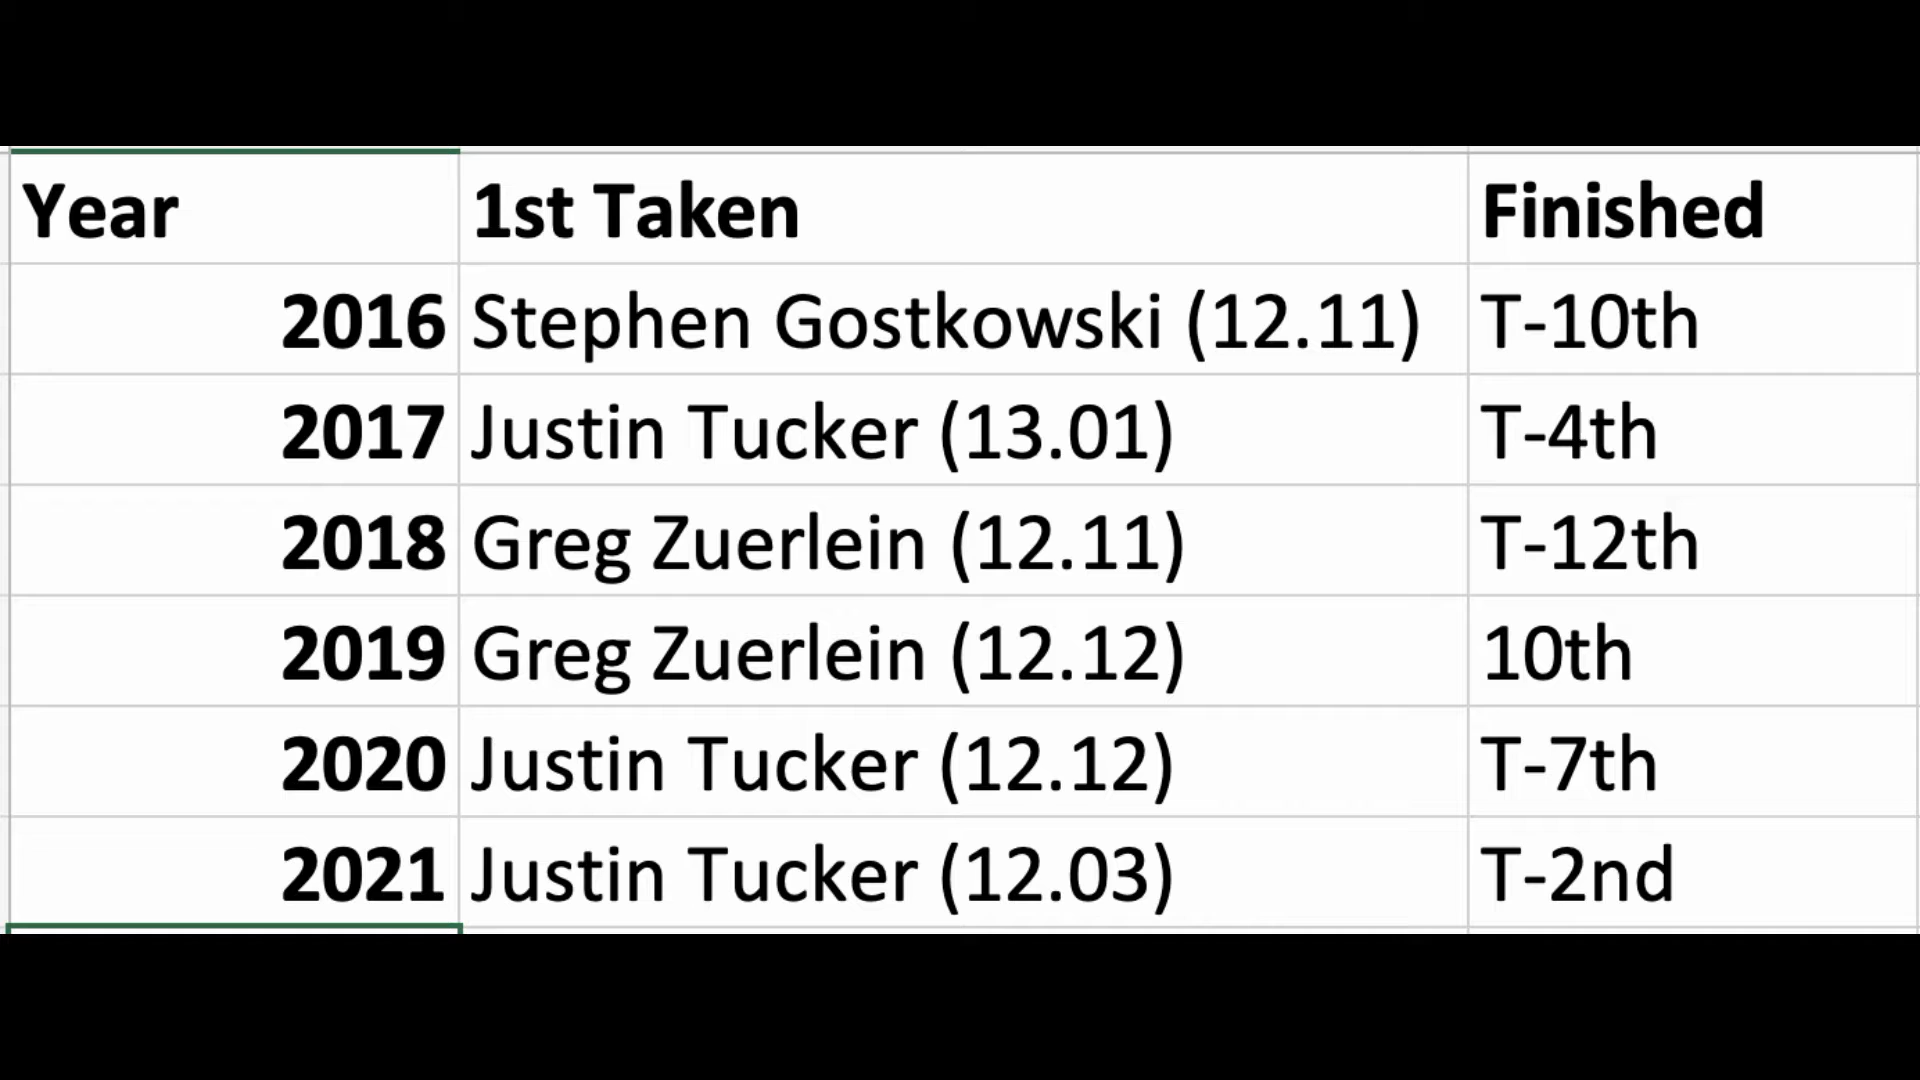 Year 1st Taken Finished
2016 Stephen Gostkowski (12.11) T-10th
2017 Justin Tucker (13.01) T-4th
2018 Greg Zuerlein (12.11) T-12th
2019 Greg Zuerlein (12.12) 10th
2020 Justin Tucker (12.12) T-7th
2021 Justin Tucker (12.03) T-2nd